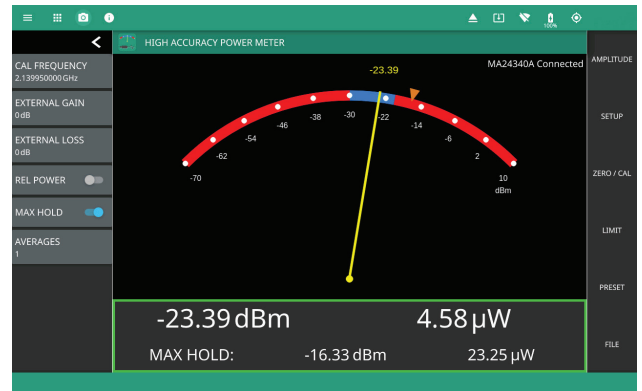 100%
HIGH ACCURACY POWER METER
CAL FREQUENCY
2.139950000 GHz
EXTERNAL GAIN
0 dB
EXTERNAL LOSS
0 dB
REL POWER
MAX HOLD
AVERAGES
1
-23.39
MA24340A Connected
-70
-62
-54
-46
-38
-30
-22
-14
-6
2
10
dBm
-23.39 dBm
4.58 µW
MAX HOLD:
-16.33 dBm
23.25 µW
AMPLITUDE
SETUP
ZERO / CAL
LIMIT
PRESET
FILE